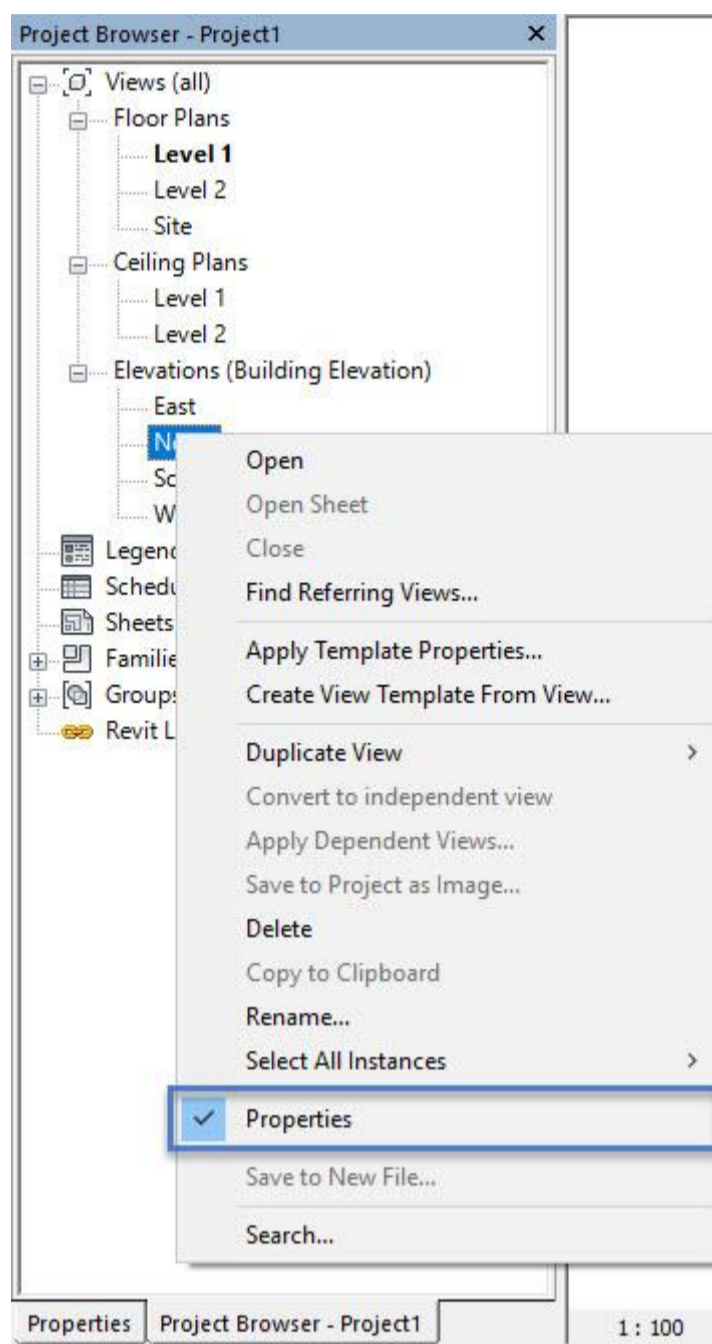 Project Browser - Project1
Views (all)
Floor Plans
Level 1
Level 2
Site
Ceiling Plans
Level 1
Level 2
Elevations (Building Elevation)
East
Open
Open Sheet
Close
Legend
Find Referring Views...
Sheets
Apply Template Properties...
Create View Template From View...
Revit L
Duplicate View
Convert to independent view
Apply Dependent Views...
Save to Project as Image...
Delete
Copy to Clipboard
Rename...
Select All Instances
Properties
Save to New File...
Search...
Properties
Project Browser - Project1
1 : 100